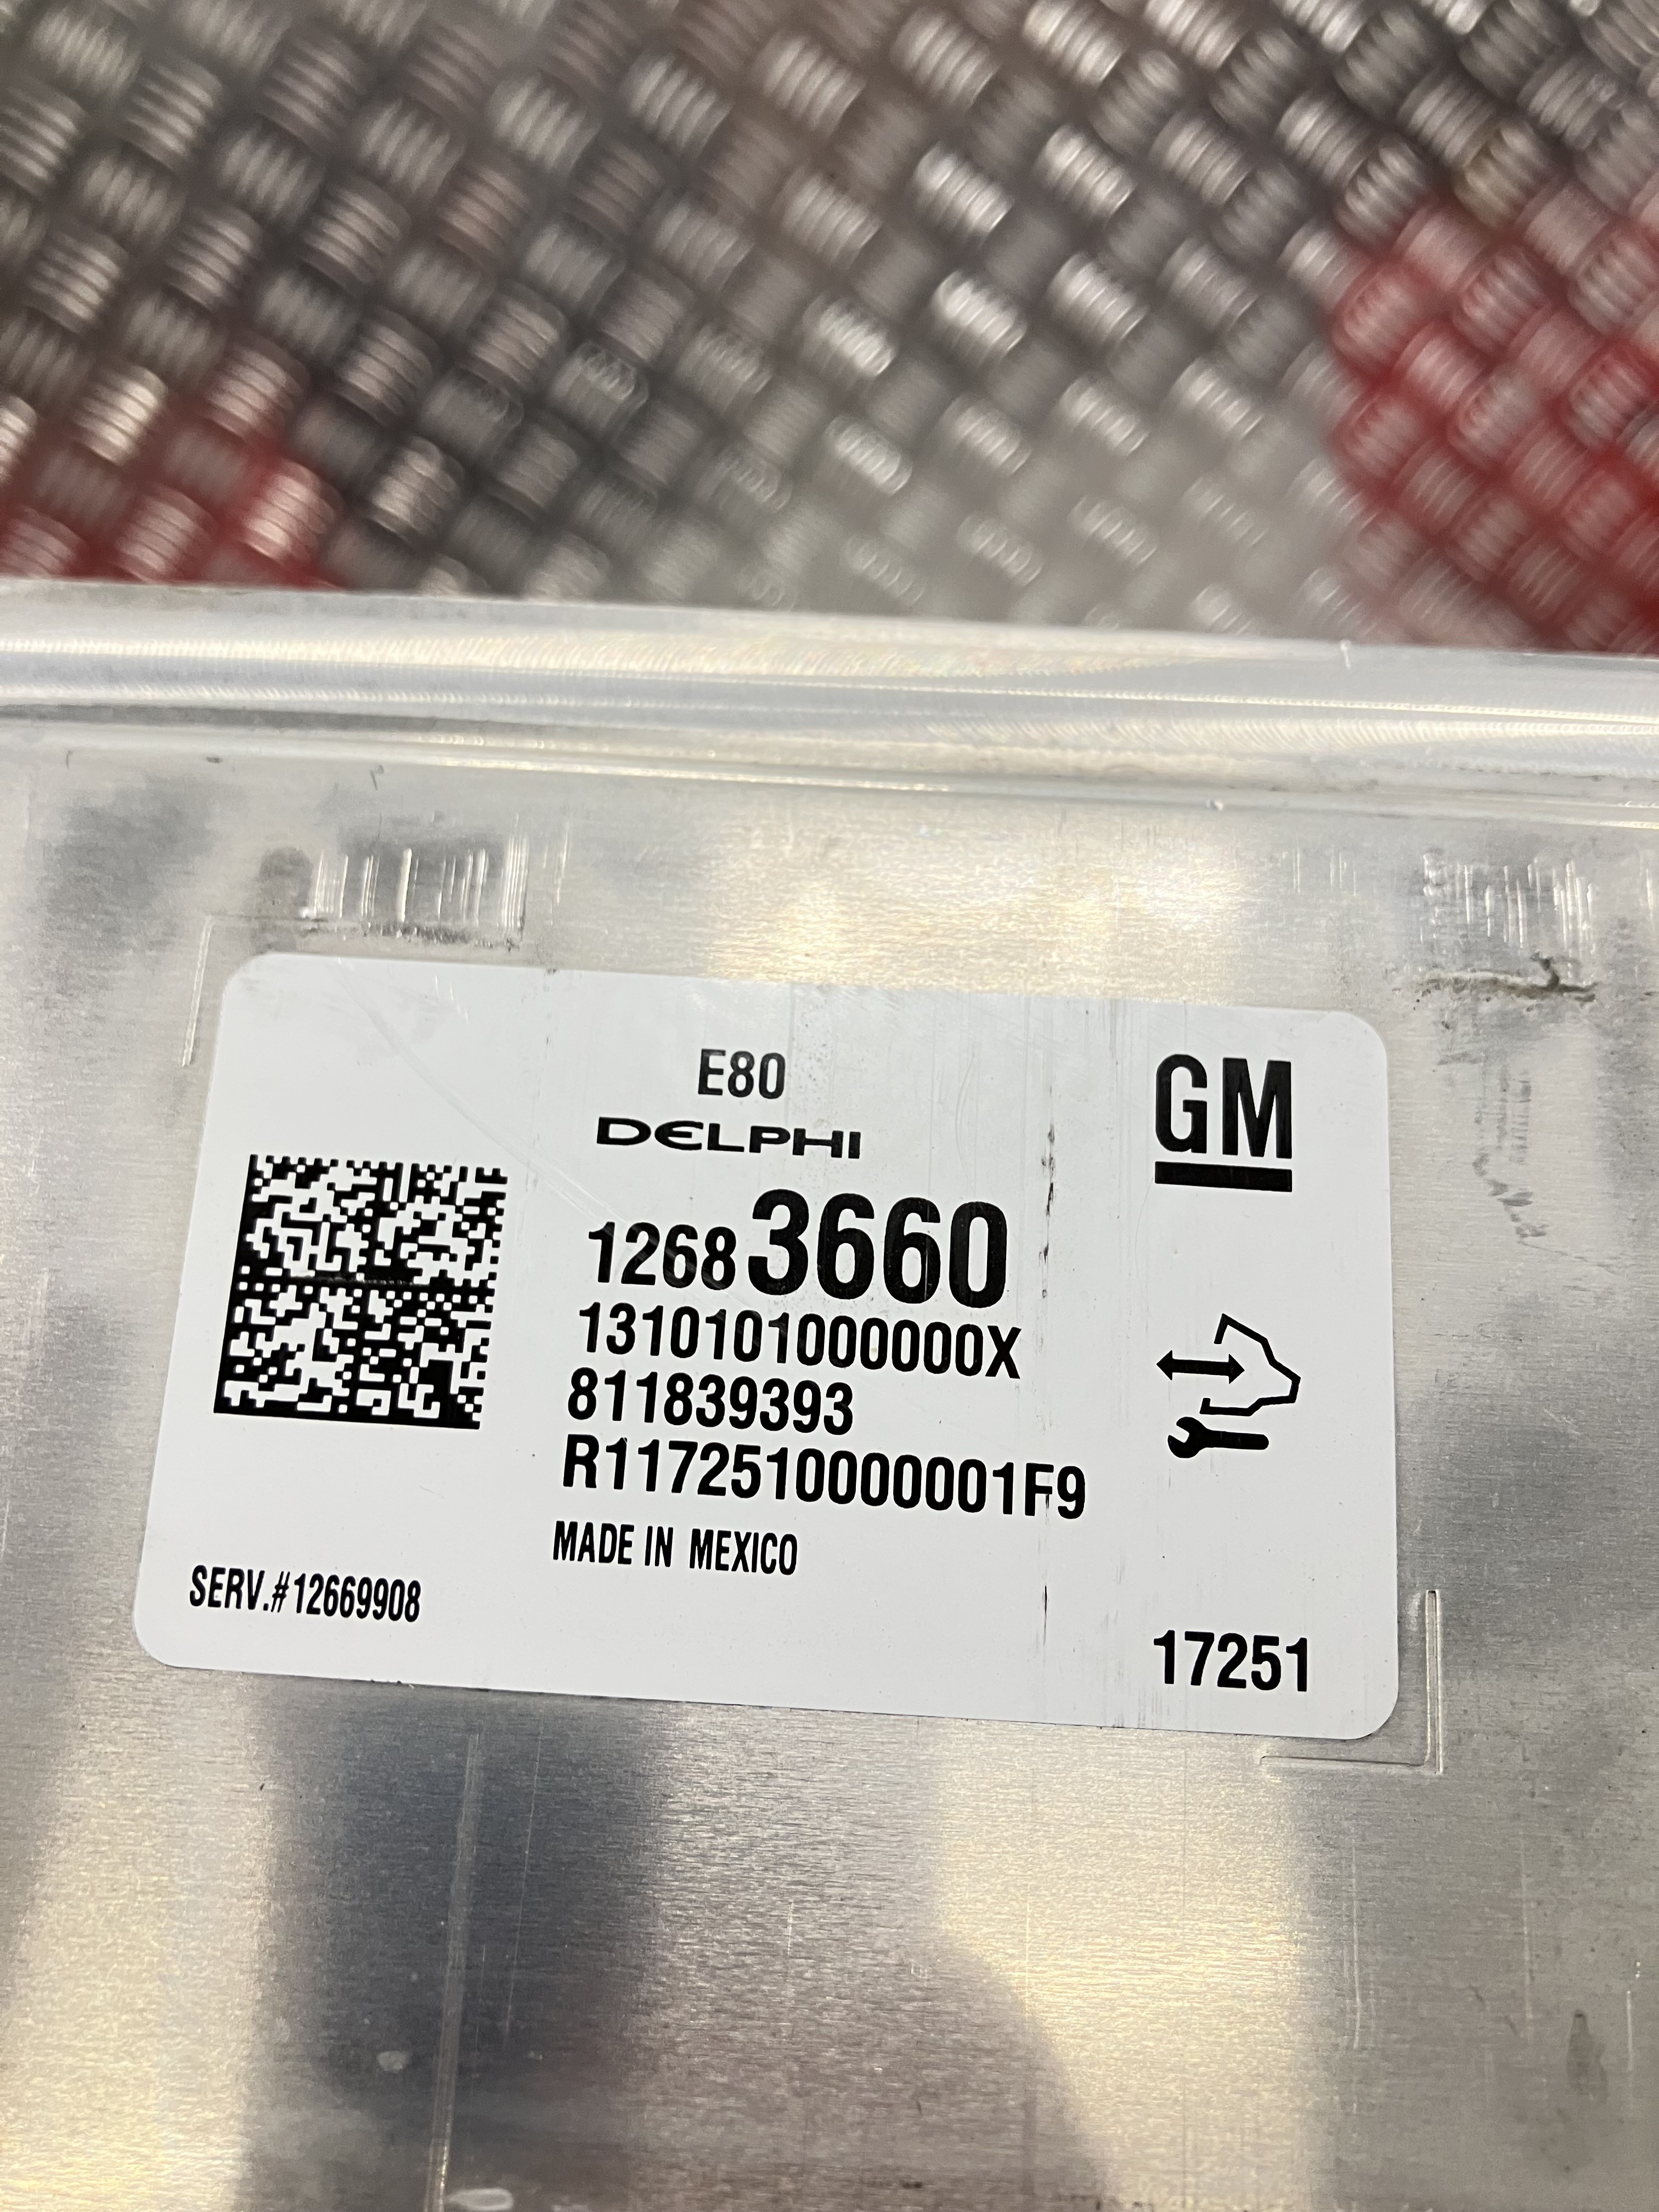 E80
DELPHI
GM
12683660
1310101000000X
811839393
R1172510000001F9
MADE IN MEXICO
SERV.#12669908
17251